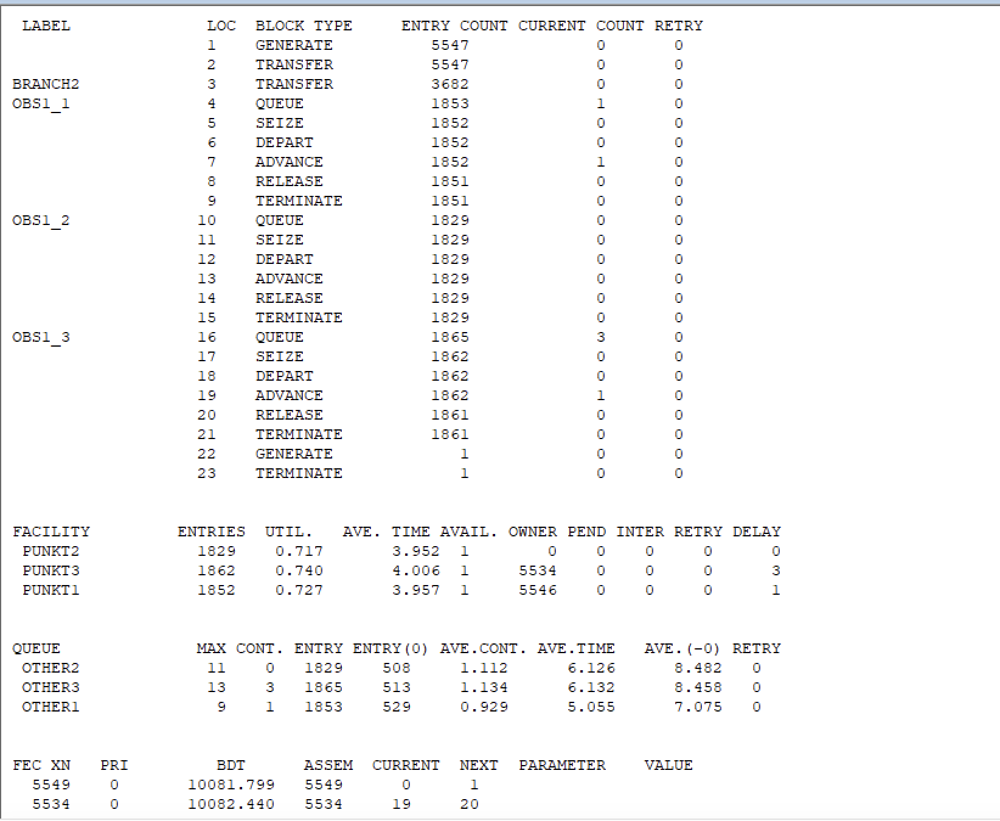 LABEL LOC BLOCK TYPE ENTRY COUNT CURRENT COUNT RETRY
1 GENERATE 5547 0 0
2 TRANSFER 5547 0 0
BRANCH2 3 TRANSFER 3682 0 0
OBS1_1 4 QUEUE 1853 1 0
5 SEIZE 1852 0 0
6 DEPART 1852 0 0
7 ADVANCE 1852 1 0
8 RELEASE 1851 0 0
9 TERMINATE 1851 0 0
OBS1_2 10 QUEUE 1829 0 0
11 SEIZE 1829 0 0
12 DEPART 1829 0 0
13 ADVANCE 1829 0 0
14 RELEASE 1829 0 0
15 TERMINATE 1829 0 0
OBS1_3 16 QUEUE 1865 3 0
17 SEIZE 1862 0 0
18 DEPART 1862 0 0
19 ADVANCE 1862 1 0
20 RELEASE 1861 0 0
21 TERMINATE 1861 0 0
22 GENERATE 1 0 0
23 TERMINATE 1 0 0
FACILITY ENTRIES UTIL. AVE. TIME AVAIL. OWNER PEND INTER RETRY DELAY
PUNKT2 1829 0.717 3.952 1 0 0 0 0 0
PUNKT3 1862 0.740 4.006 1 5534 0 0 0 3
PUNKT1 1852 0.727 3.957 1 5546 0 0 0 1
QUEUE MAX CONT. ENTRY ENTRY(0) AVE.CONT. AVE.TIME AVE.(-0) RETRY
OTHER2 11 0 1829 508 1.112 6.126 8.482 0
OTHER3 13 3 1865 513 1.134 6.132 8.458 0
OTHER1 9 1 1853 529 0.929 5.055 7.075 0
FEC XN PRI BDT ASSEM CURRENT NEXT PARAMETER VALUE
5549 0 10081.799 5549 0 1
5534 0 10082.440 5534 19 20